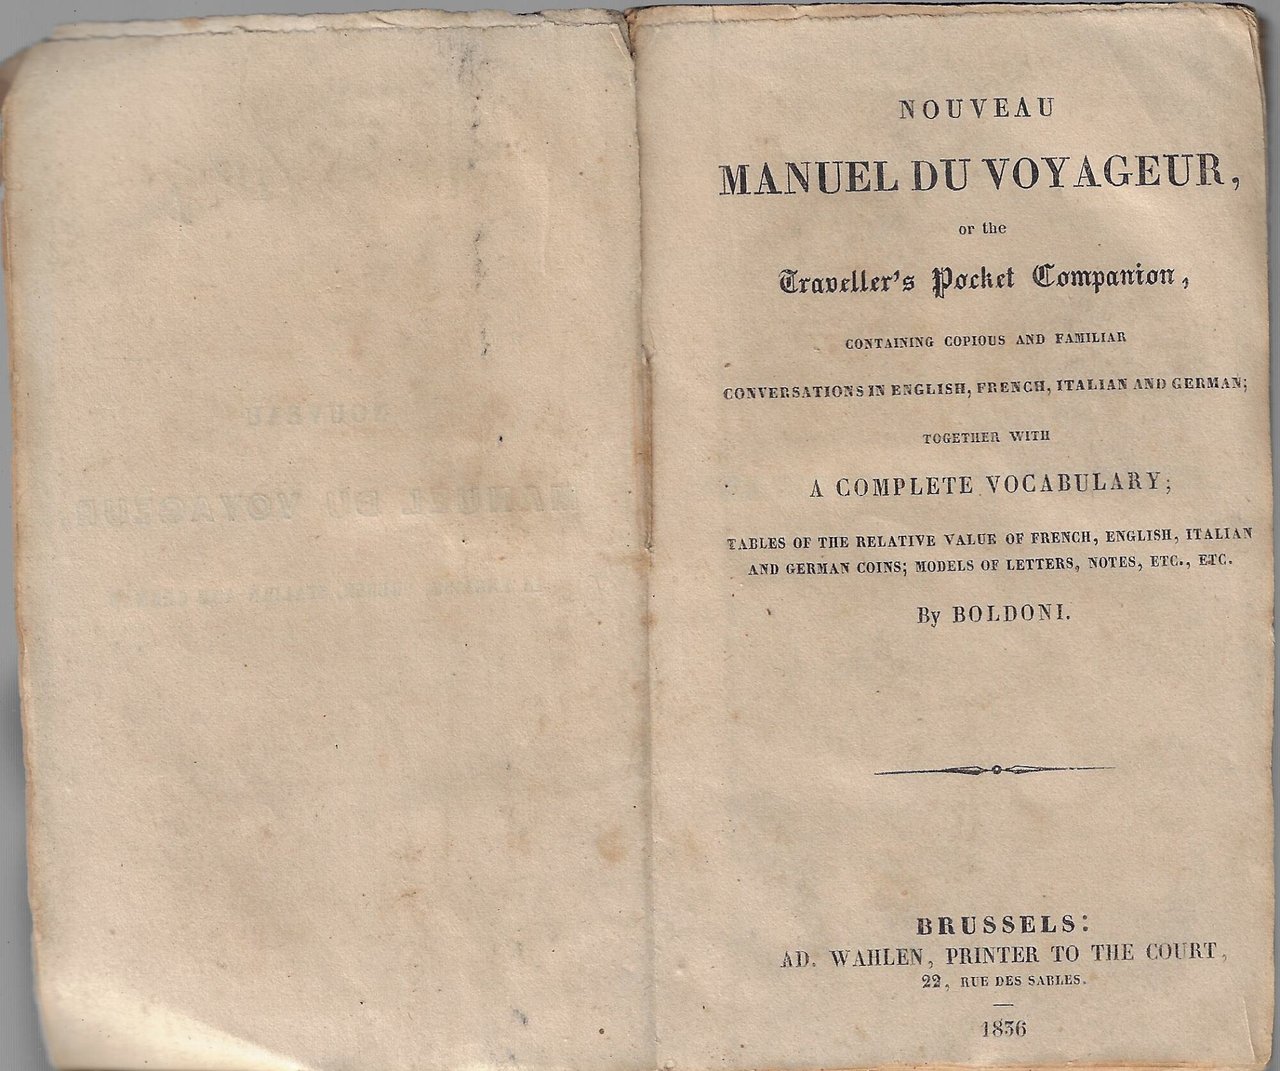 NOUVEAU
MANUEL DU VOYAGEUR,
or the
Traveller's Pocket Companion,
CONTAINING COPIOUS AND FAMILIAR
CONVERSATIONS IN ENGLISH, FRENCH, ITALIAN AND GERMAN;
TOGETHER WITH
A COMPLETE VOCABULARY;
TABLES OF THE RELATIVE VALUE OF FRENCH, ENGLISH, ITALIAN
AND GERMAN COINS; MODELS OF LETTERS, NOTES, ETC., ETC.
By BOLDONI.
BRUSSELS:
AD. WAHLEN, PRINTER TO THE COURT,
22, RUE DES SABLES.
1836